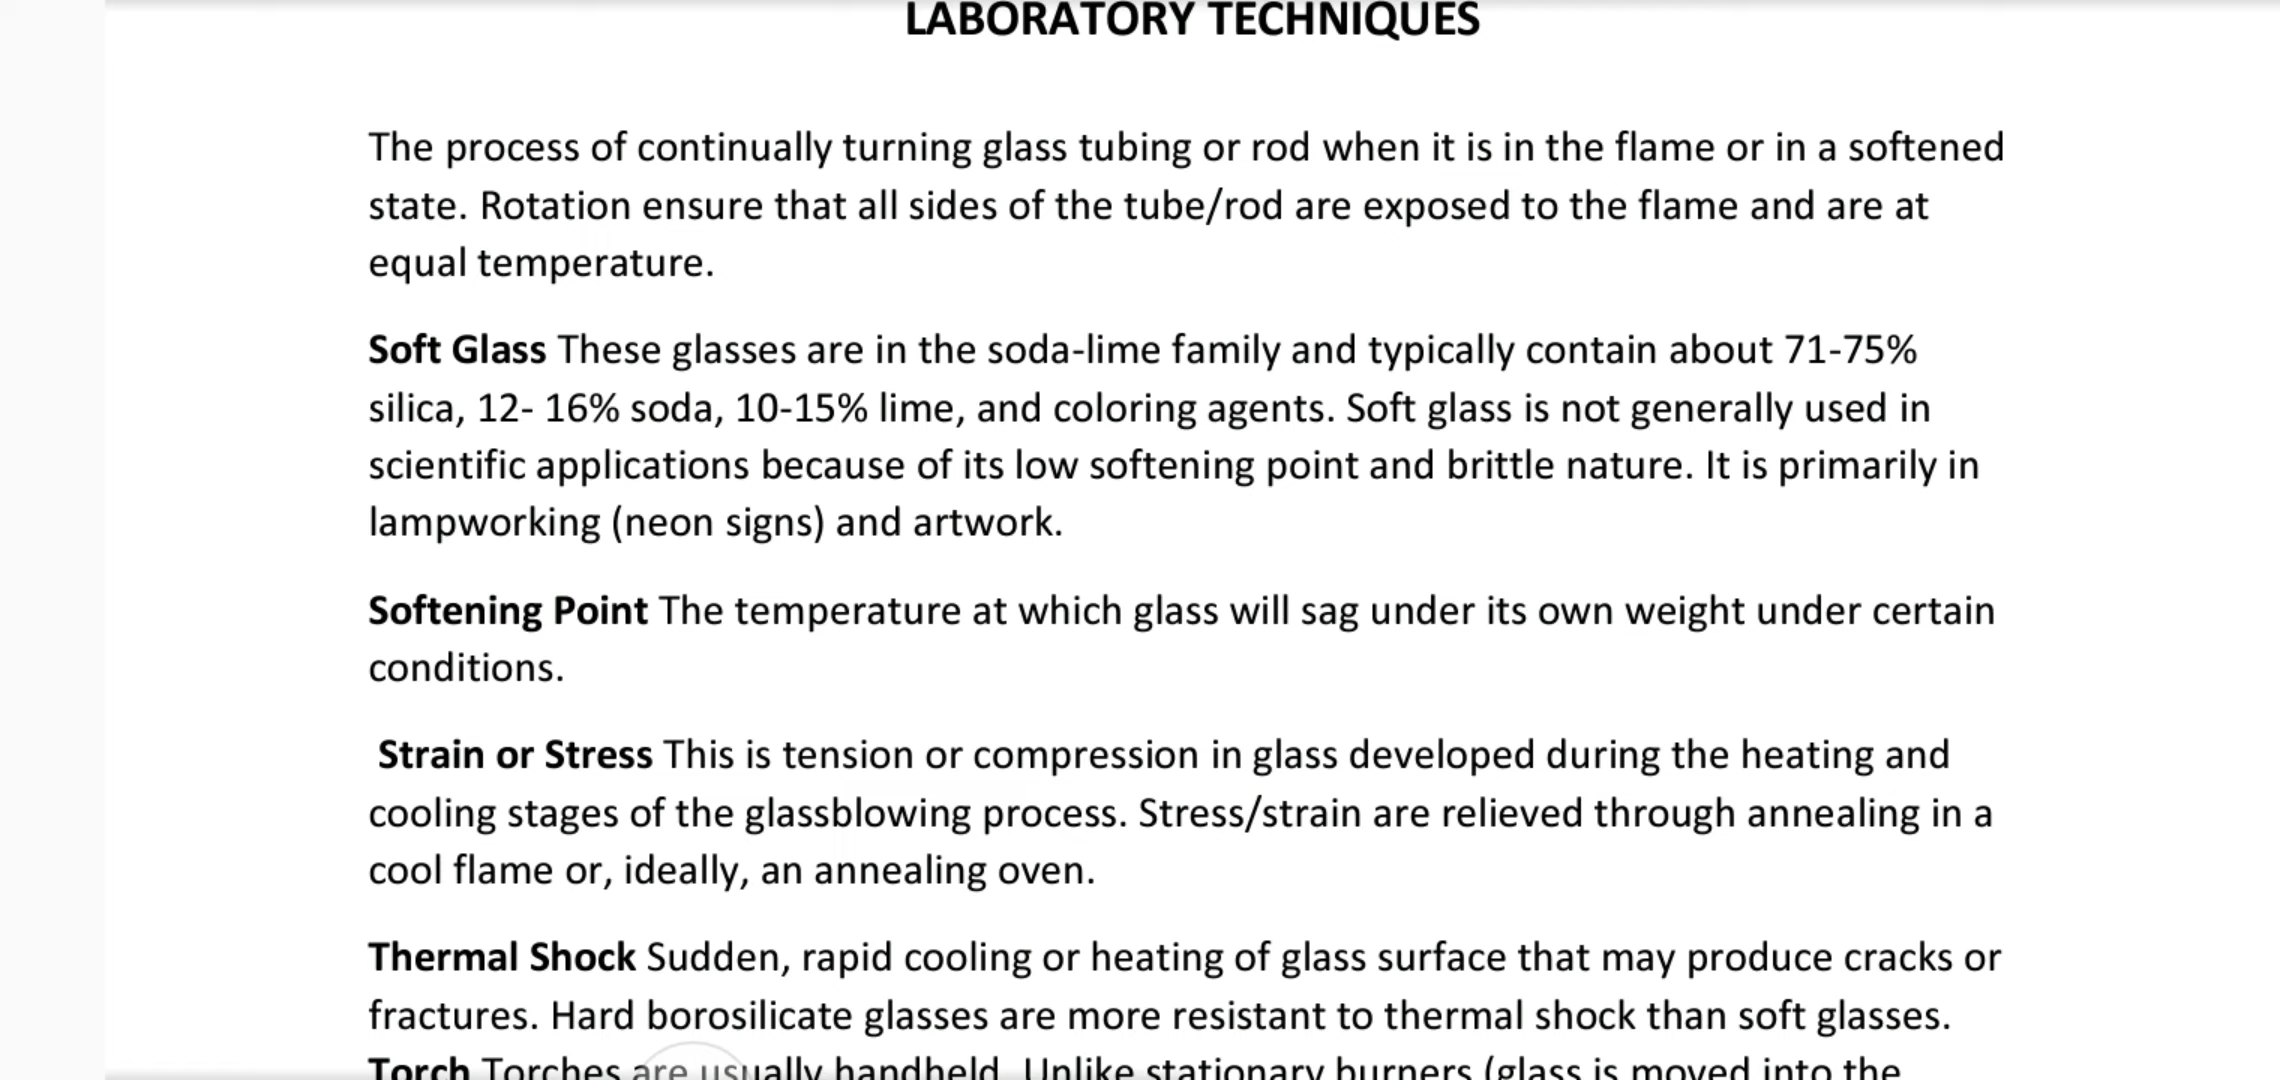 LABORATORY TECHNIQUES
The process of continually turning glass tubing or rod when it is in the flame or in a softened
state. Rotation ensure that all sides of the tube/rod are exposed to the flame and are at
equal temperature.
Soft Glass These glasses are in the soda-lime family and typically contain about 71-75%
silica, 12- 16% soda, 10-15% lime, and coloring agents. Soft glass is not generally used in
scientific applications because of its low softening point and brittle nature. It is primarily in
lampworking (neon signs) and artwork.
Softening Point The temperature at which glass will sag under its own weight under certain
conditions.
Strain or Stress This is tension or compression in glass developed during the heating and
cooling stages of the glassblowing process. Stress/strain are relieved through annealing in a
cool flame or, ideally, an annealing oven.
Thermal Shock Sudden, rapid cooling or heating of glass surface that may produce cracks or
fractures. Hard borosilicate glasses are more resistant to thermal shock than soft glasses.
Torch Torches are usually handheld. Unlike stationary burners (glass is moved into the